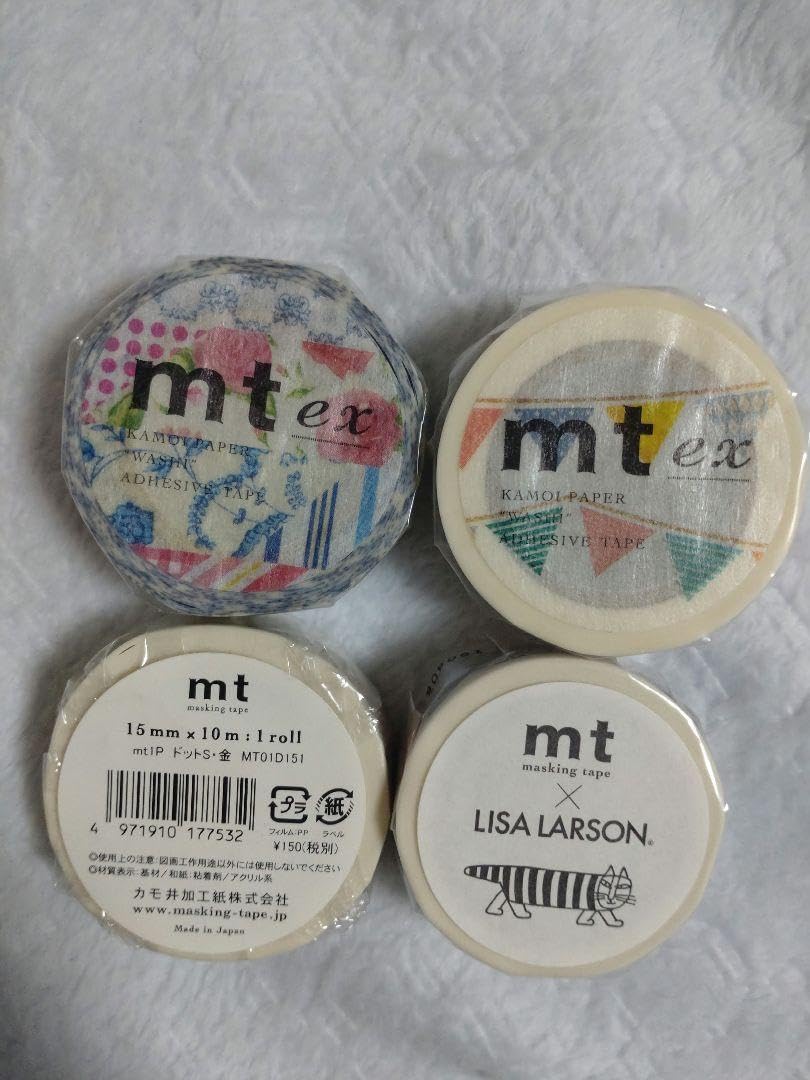 mt ex
KAMOI PAPER
"WASHI"
ADHESIVE TAPE
mt ex
KAMOI PAPER
"WASHI"
ADHESIVE TAPE
mt
masking tape
15mm x 10m : 1 roll
mt1P ドットS・金 MT01D151
プラ
紙
フィルム:PP ラベル
4 971910 177532
¥150(税別)
◎使用上の注意:図画工作用途以外には使用しないでください
◎材質表示:基材/和紙:粘着剤/アクリル系
カモ井加工紙株式会社
www.masking-tape.jp
Made in Japan
mt
masking tape
×
LISA LARSON®